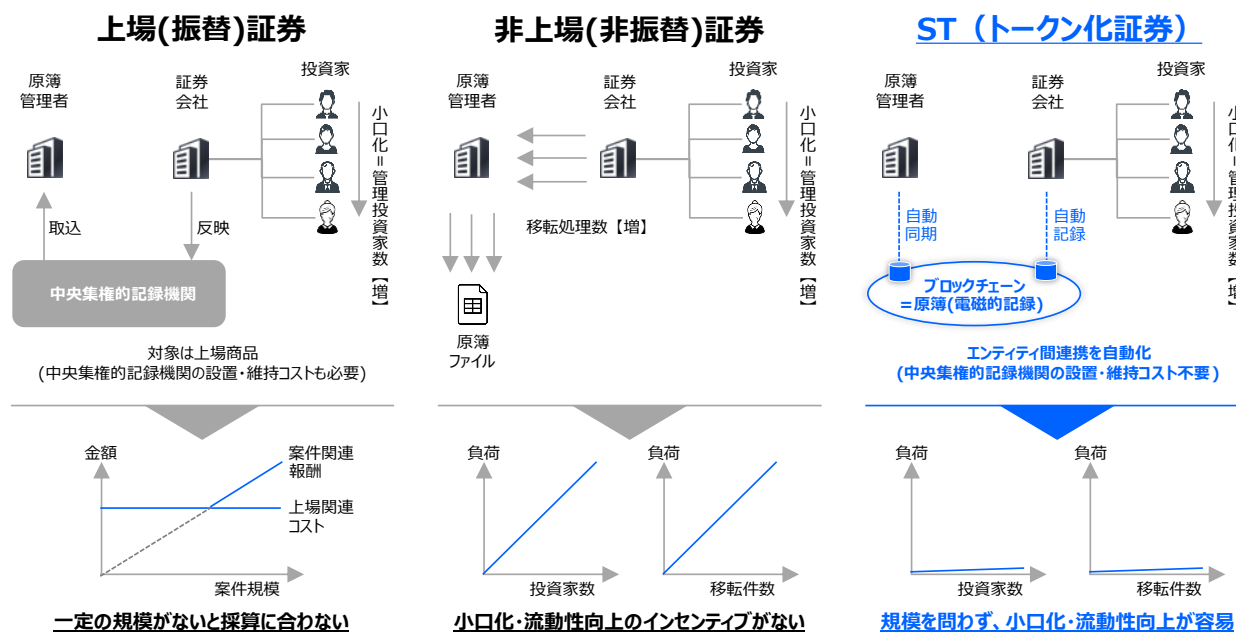 上場(振替)証券
原簿
管理者
証券
会社
投資家
小口化=管理投資家数【増】
取込
反映
中央集権的記録機関
対象は上場商品
(中央集権的記録機関の設置・維持コストも必要)
金額
案件関連
報酬
上場関連
コスト
案件規模
一定の規模がないと採算に合わない
非上場(非振替)証券
原簿
管理者
証券
会社
投資家
小口化=管理投資家数【増】
移転処理数【増】
原簿
ファイル
負荷
投資家数
負荷
移転件数
小口化・流動性向上のインセンティブがない
ST（トークン化証券）
原簿
管理者
証券
会社
投資家
小口化=管理投資家数【増】
自動
同期
自動
記録
ブロックチェーン
=原簿(電磁的記録)
エンティティ間連携を自動化
(中央集権的記録機関の設置・維持コスト不要)
負荷
投資家数
負荷
移転件数
規模を問わず、小口化・流動性向上が容易